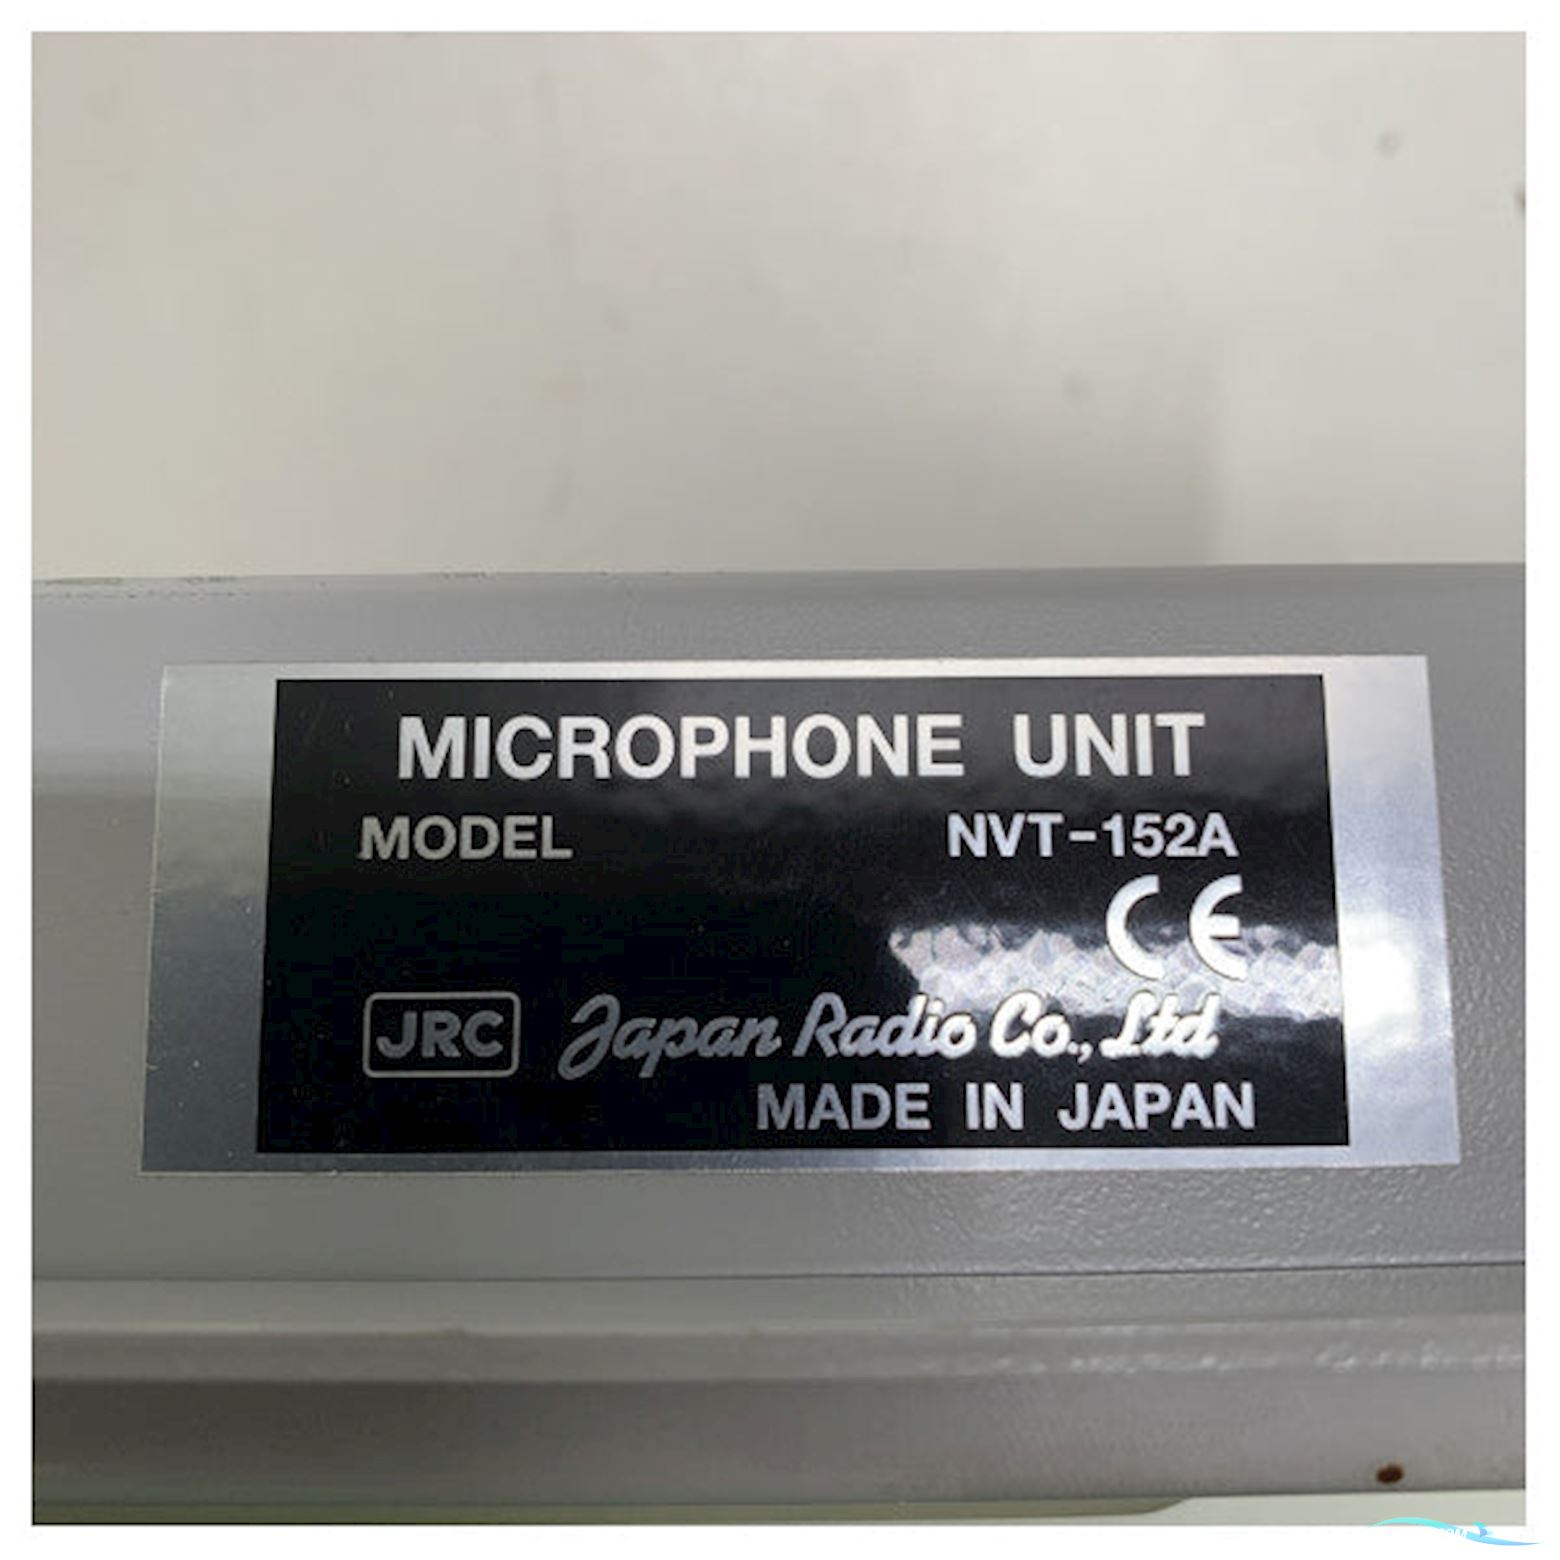 MICROPHONE UNIT
MODEL NVT-152A
CE
JRC Japan Radio Co., Ltd
MADE IN JAPAN